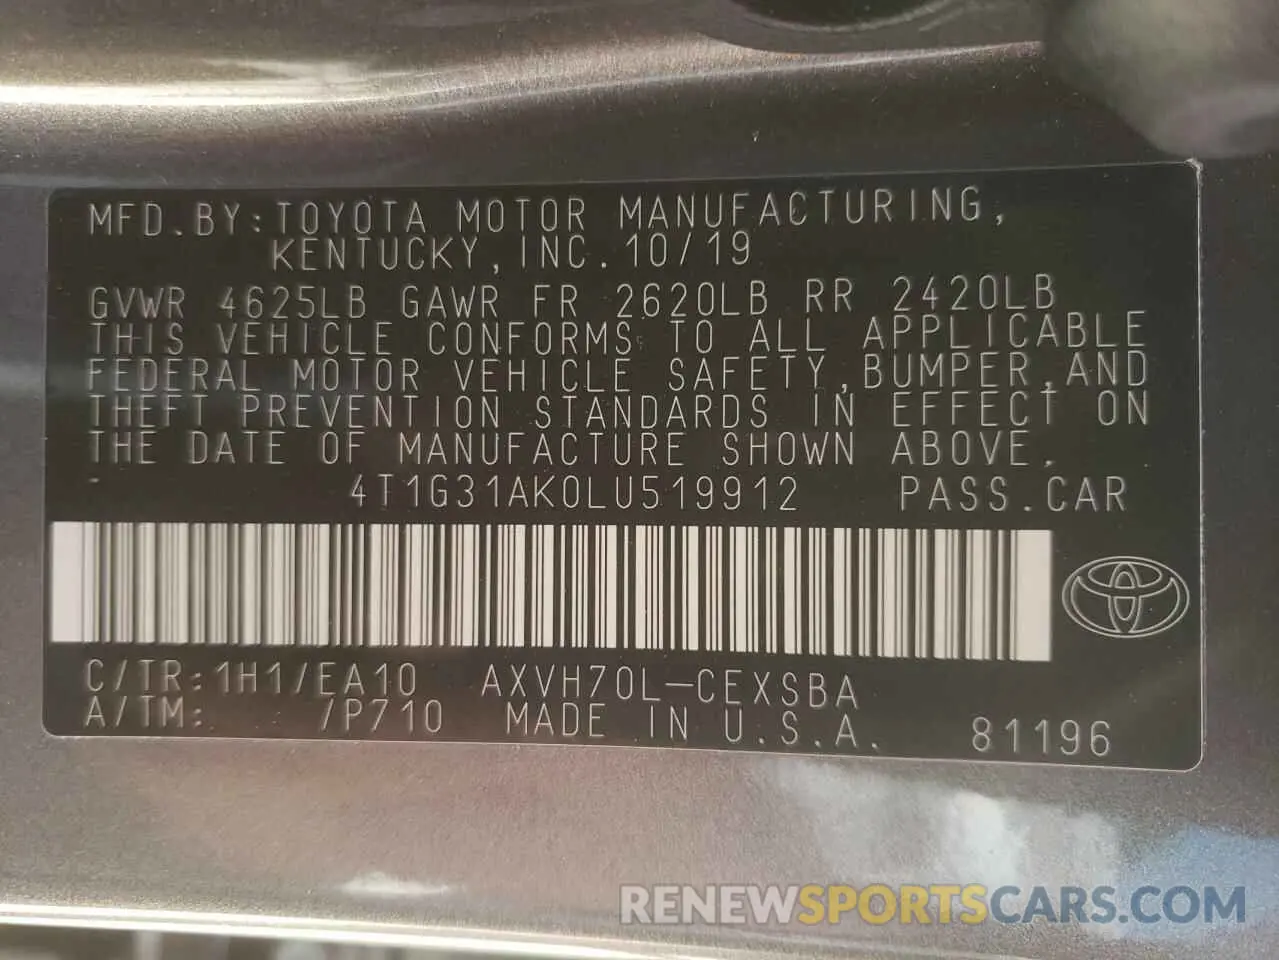 MFD.BY:TOYOTA MOTOR MANUFACTURING,
KENTUCKY,INC.10/19
GVWR 4625LB GAWR FR 2620LB RR 2420LB
THIS VEHICLE CONFORMS TO ALL APPLICABLE
FEDERAL MOTOR VEHICLE SAFETY,BUMPER,AND
THEFT PREVENTION STANDARDS IN EFFECT ON
THE DATE OF MANUFACTURE SHOWN ABOVE.
4T1G31AK0LU519912 PASS.CAR
C/TR:1H1/EA10 AXVH70L-CEXSBA
A/TM: /P710 MADE IN U.S.A. 81196
RENEWSPORTSCARS.COM